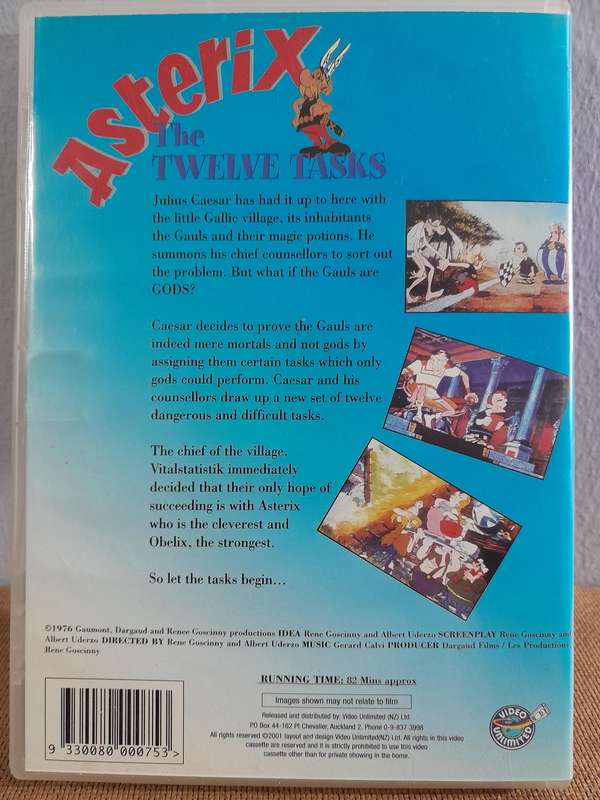 Asterix
The
TWELVE TASKS
Julius Caesar has had it up to here with
the little Gallic village, its inhabitants
the Gauls and their magic potions. He
summons his chief counsellors to sort out
the problem. But what if the Gauls are
GODS?
Caesar decides to prove the Gauls are
indeed mere mortals and not gods by
assigning them certain tasks which only
gods could perform. Caesar and his
counsellors draw up a new set of twelve
dangerous and difficult tasks.
The chief of the village,
Vitalstatistik immediately
decided that their only hope of
succeeding is with Asterix
who is the cleverest and
Obelix, the strongest.
So let the tasks begin...
©1976 Gaumont, Dargaud and Renee Goscinny productions IDEA Rene Goscinny and Albert Uderzo SCREENPLAY Rene Goscinny and
Albert Uderzo DIRECTED BY Rene Goscinny and Albert Uderzo MUSIC Gerard Calvi PRODUCER Dargaud Films / Les Productions
Rene Goscinny
RUNNING TIME: 82 Mins approx
Images shown may not relate to film
Released and distributed by: Video Unlimited (NZ) Ltd.
PO Box 44-162 Pt Chevalier, Auckland 2. Phone 0-9-837 3998
All rights reserved ©2001 layout and design Video Unlimited(NZ) Ltd. All rights in this video
cassette are reserved and it is strictly prohibited to use this video
cassette other than for private showing in the home.
VIDEO
UNLIMITED
9 330080 000753>